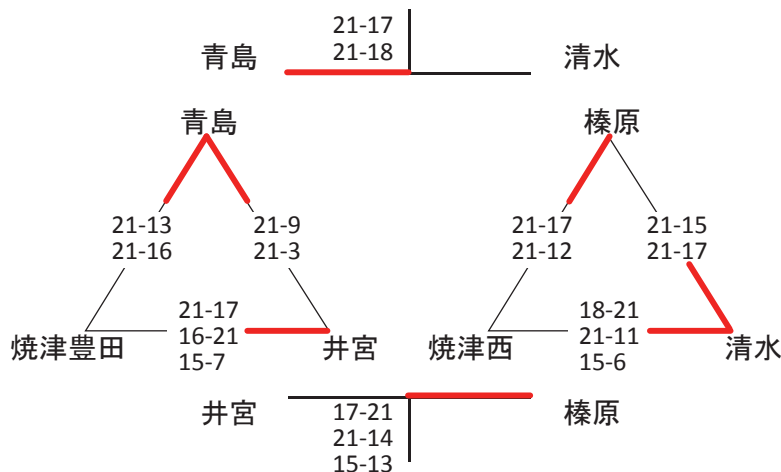 21-17
21-18
青島
清水
青島
榛原
21-13
21-16
21-9
21-3
21-17
21-12
21-15
21-17
21-17
16-21
15-7
18-21
21-11
15-6
焼津豊田
井宮
焼津西
清水
井宮
榛原
17-21
21-14
15-13